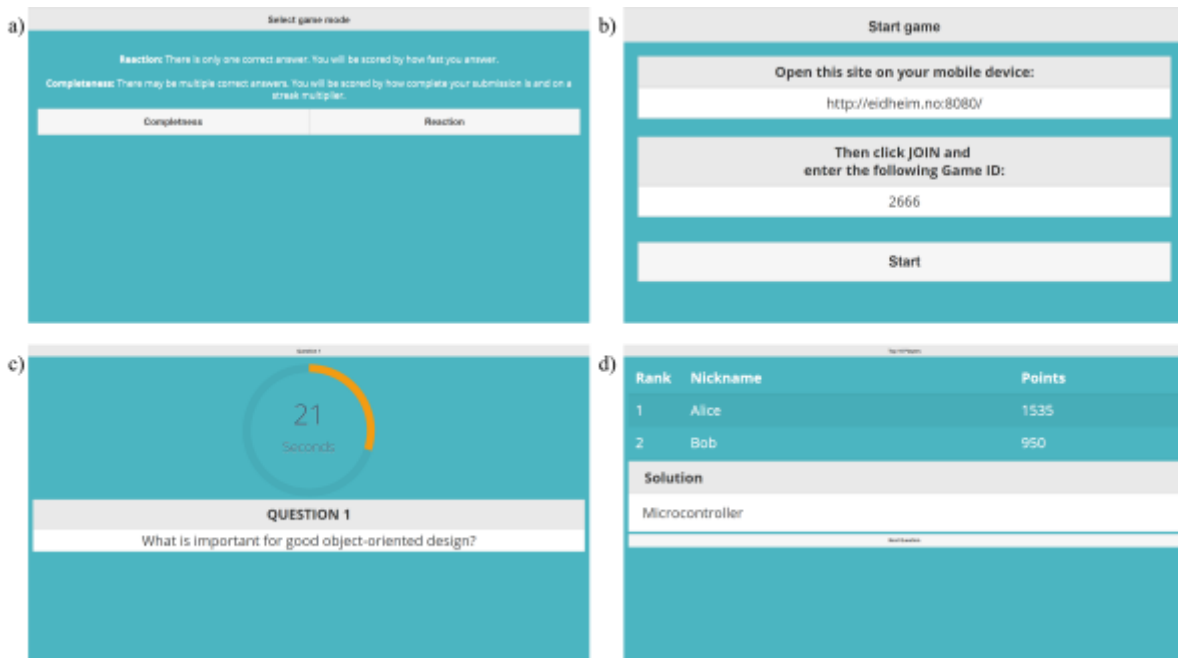 a)
Select game mode
Reaction: There is only one correct answer. You will be scored by how fast you answer.
Completeness: There may be multiple correct answers. You will be scored by how complete your submission is and on a
streak multiplier.
Completness
Reaction
b)
Start game
Open this site on your mobile device:
http://eidheim.no:8080/
Then click JOIN and
enter the following Game ID:
2666
Start
c)
Question 1
21
Seconds
QUESTION 1
What is important for good object-oriented design?
d)
Rank Nickname Points
1 Alice 1535
2 Bob 950
Solution
Microcontroller